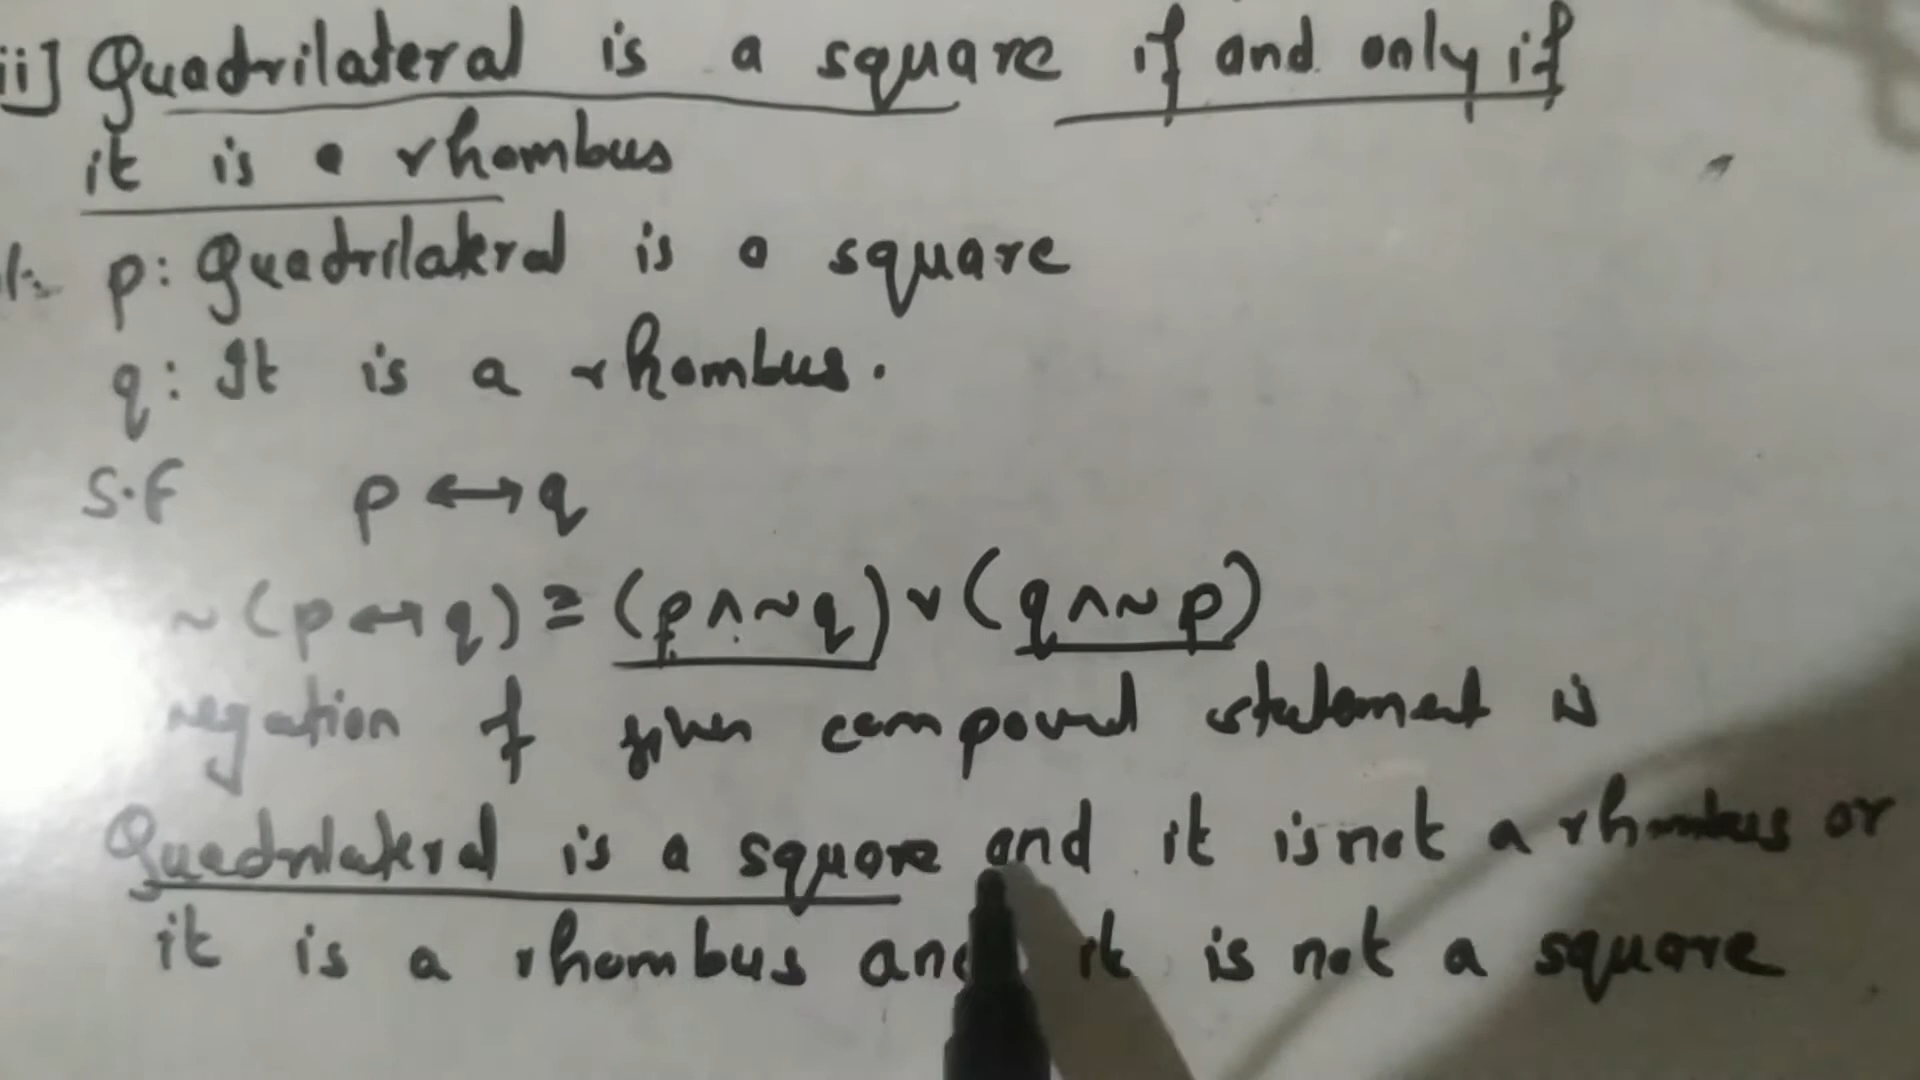 ii] Quadrilateral is a square if and only if
it is a rhombus
p: Quadrilateral is a square
q: It is a rhombus.
S.F p ↔ q
~(p ↔ q) ≡ (p ∧ ~q) ∨ (q ∧ ~p)
negation of given compound statement is
Quadrilateral is a square and it is not a rhombus or
it is a rhombus and it is not a square